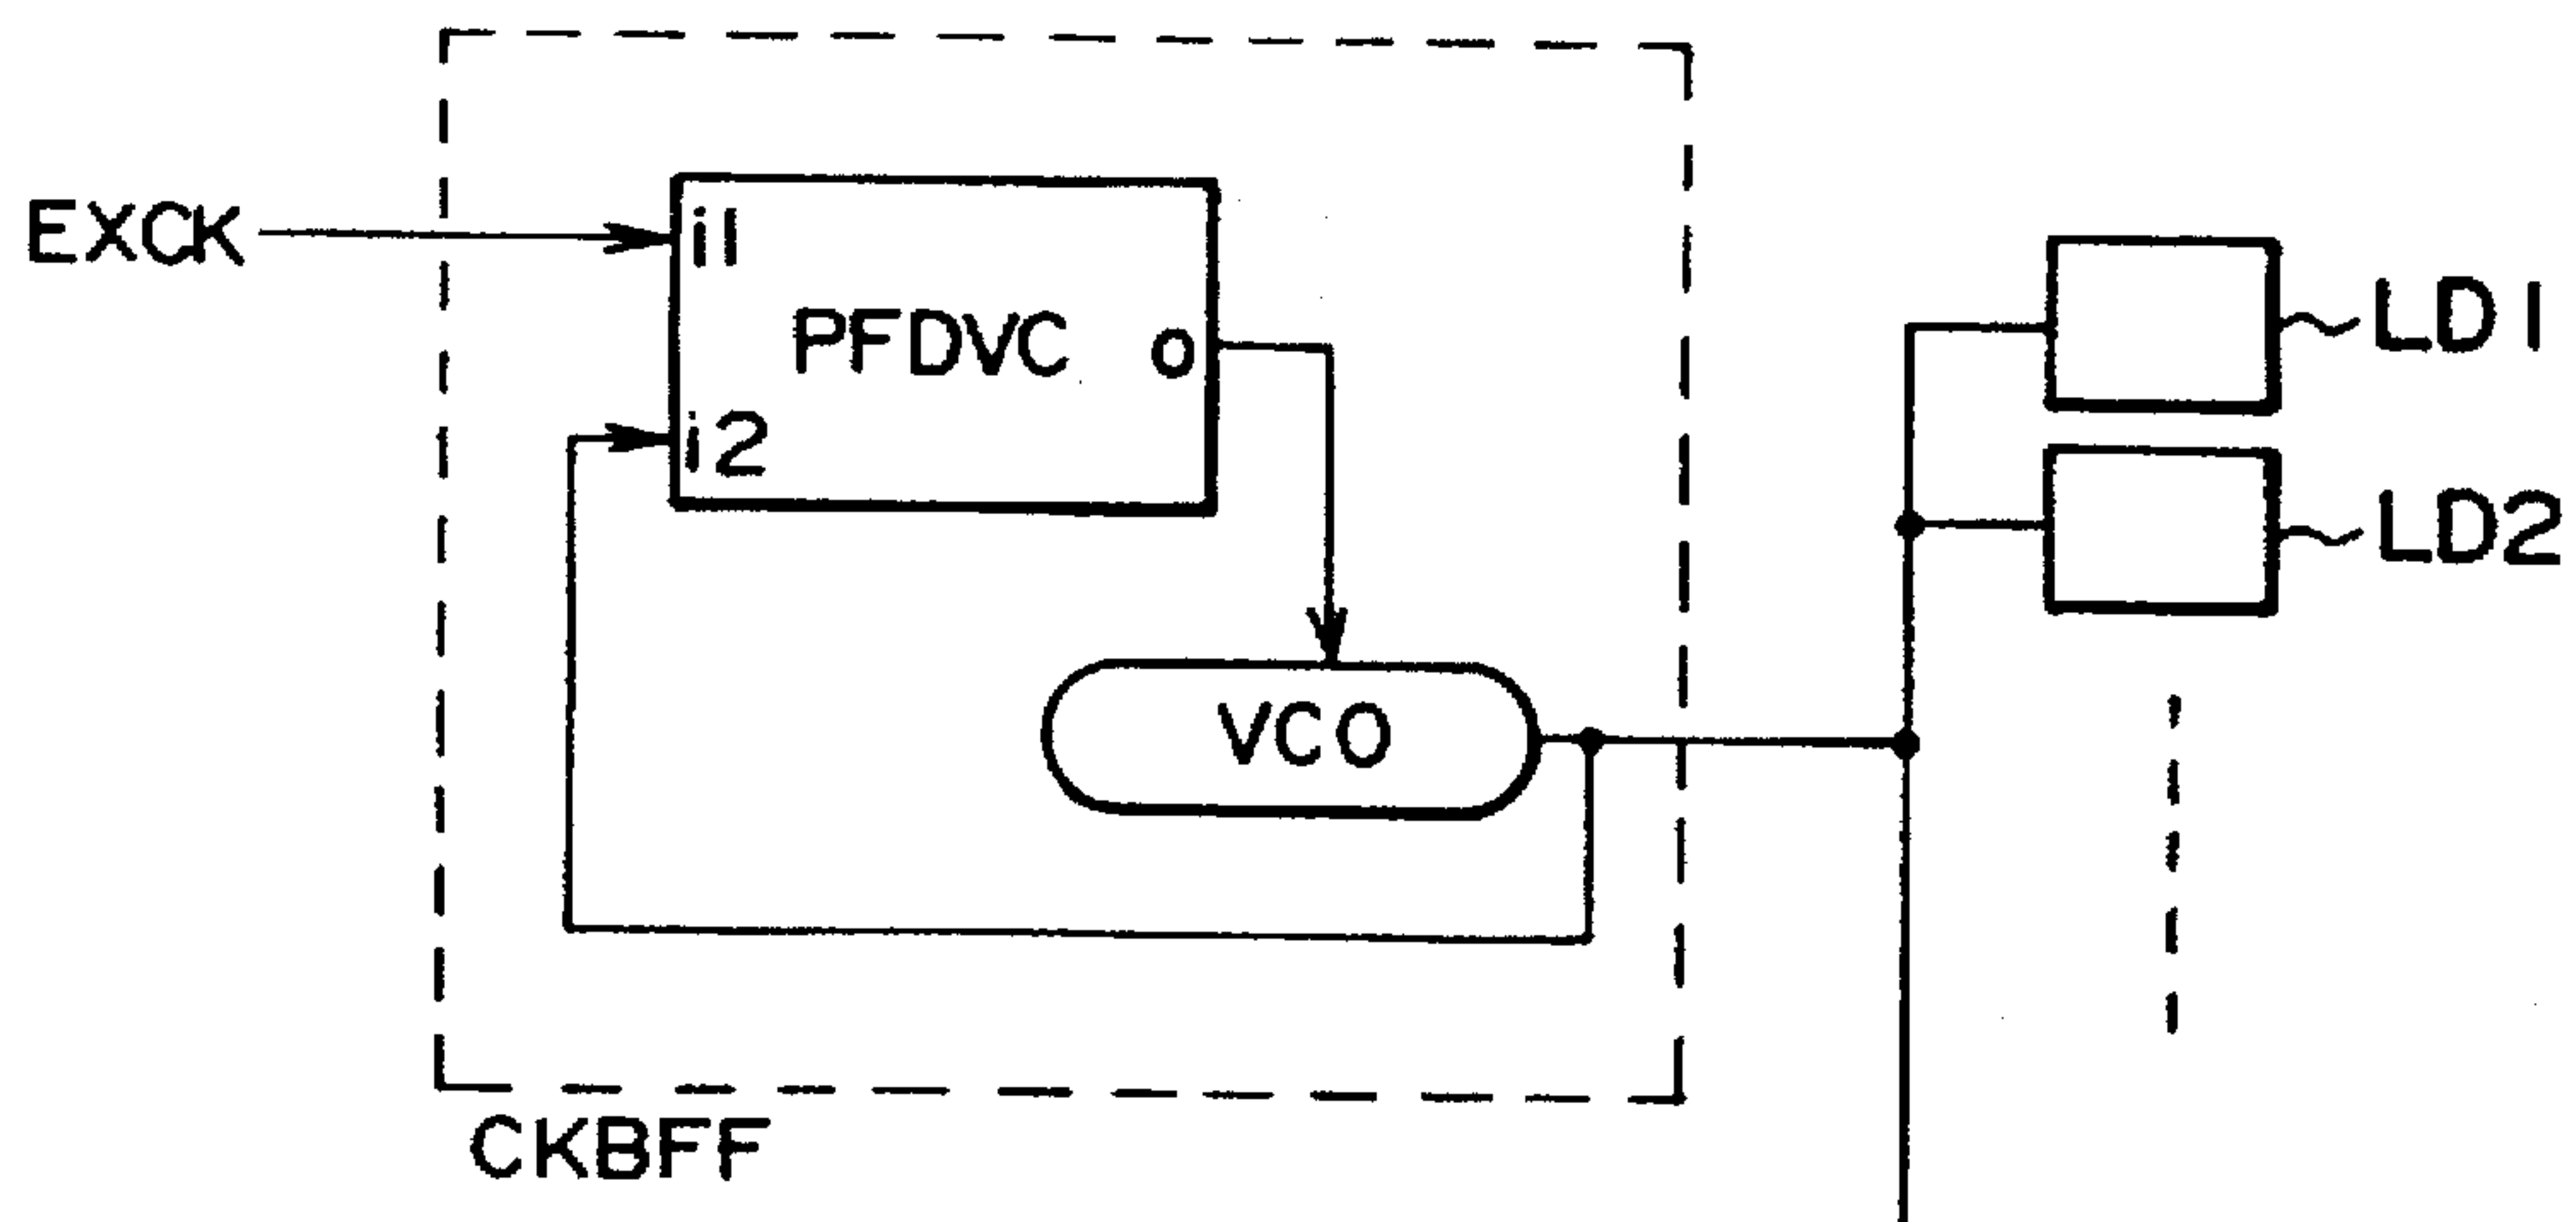 EXCK
i1
PFDVC
o
i2
VCO
LD1
LD2
CKBFF